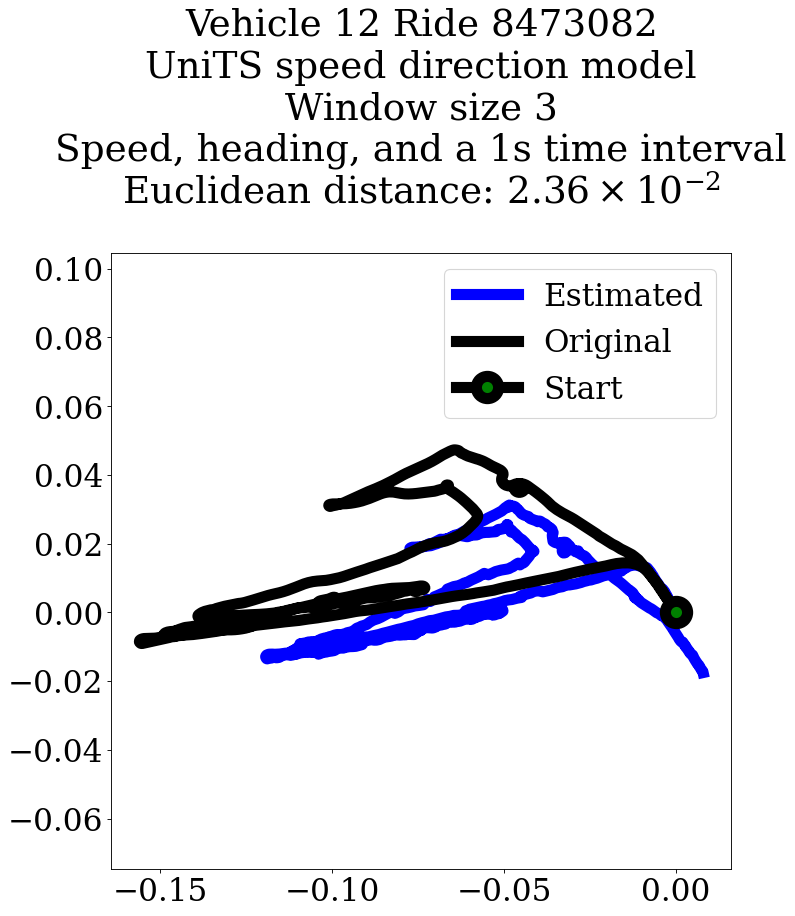 Vehicle 12 Ride 8473082
UniTS speed direction model
Window size 3
Speed, heading, and a 1s time interval
Euclidean distance: 2.36 × 10⁻²
Estimated
Original
Start
0.10
0.08
0.06
0.04
0.02
0.00
−0.02
−0.04
−0.06
−0.15
−0.10
−0.05
0.00